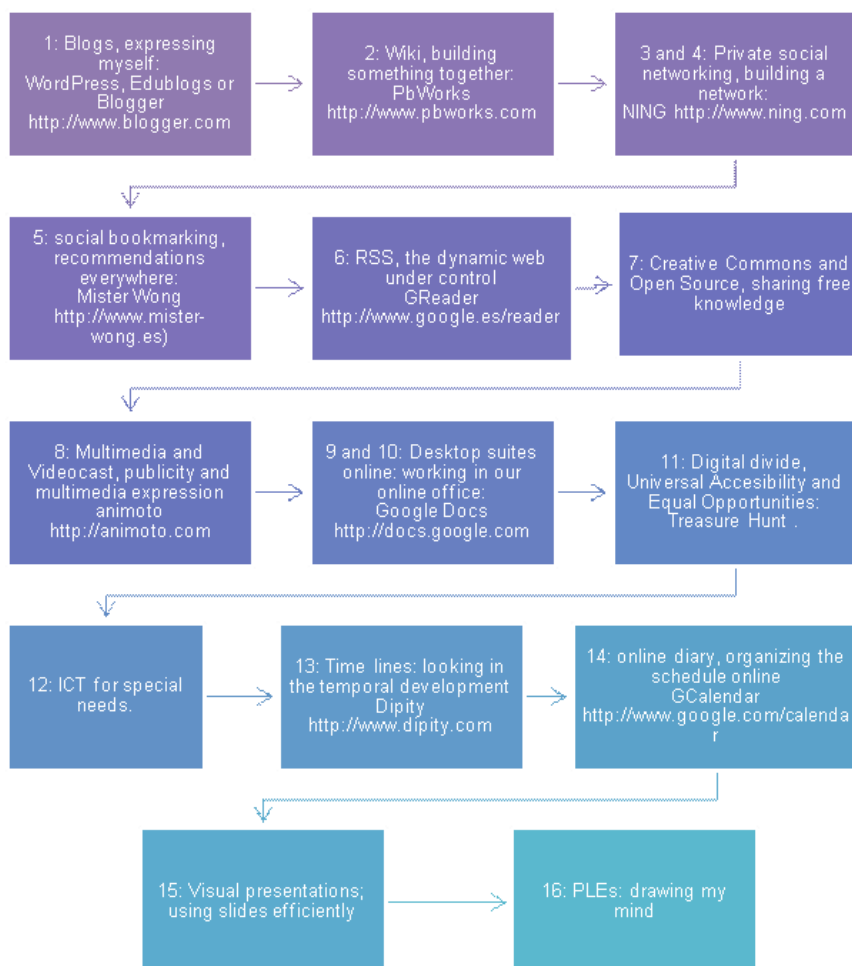 1: Blogs, expressing
myself:
WordPress, Edublogs or
Blogger
http://www.blogger.com
2: Wiki, building
something together:
PbWorks
http://www.pbworks.com
3 and 4: Private social
networking, building a
network:
NING http://www.ning.com
5: social bookmarking,
recommendations
everywhere:
Mister Wong
http://www.mister-
wong.es)
6: RSS, the dynamic web
under control
GReader
http://www.google.es/reader
7: Creative Commons and
Open Source, sharing free
knowledge
8: Multimedia and
Videocast, publicity and
multimedia expression
animoto
http://animoto.com
9 and 10: Desktop suites
online: working in our
online office:
Google Docs
http://docs.google.com
11: Digital divide,
Universal Accesibility and
Equal Opportunities:
Treasure Hunt .
12: ICT for special
needs.
13: Time lines: looking in
the temporal development
Dipity
http://www.dipity.com
14: online diary, organizing the
schedule online
GCalendar
http://www.google.com/calenda
r
15: Visual presentations;
using slides efficiently
16: PLEs: drawing my
mind